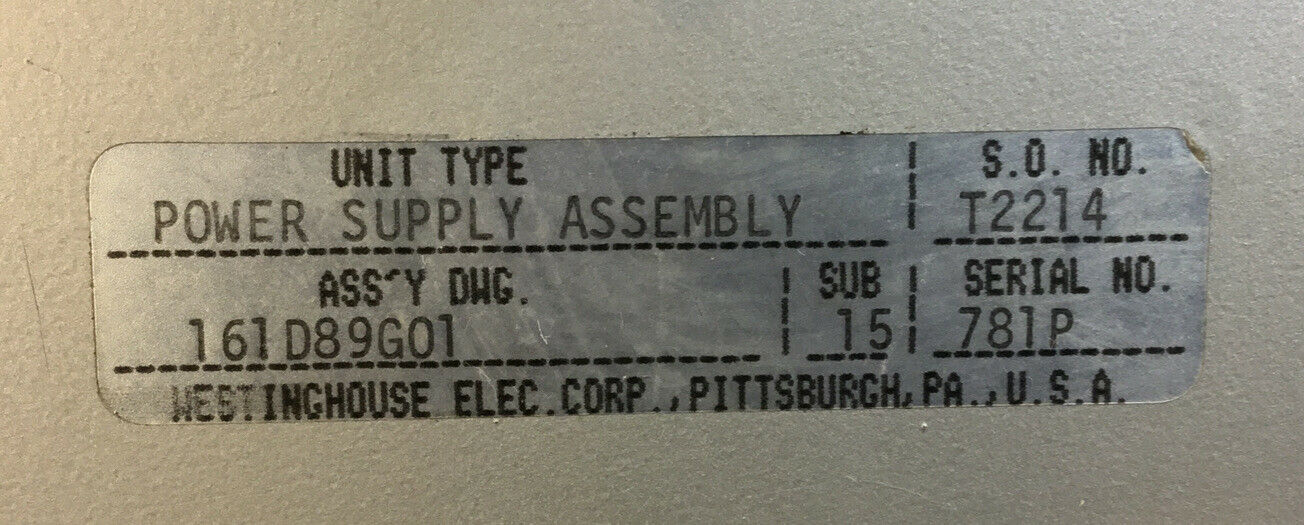 UNIT TYPE S.O. NO.
POWER SUPPLY ASSEMBLY T2214
ASS'Y DWG. SUB SERIAL NO.
161D89G01 15 781P
WESTINGHOUSE ELEC.CORP., PITTSBURGH, PA., U.S.A.